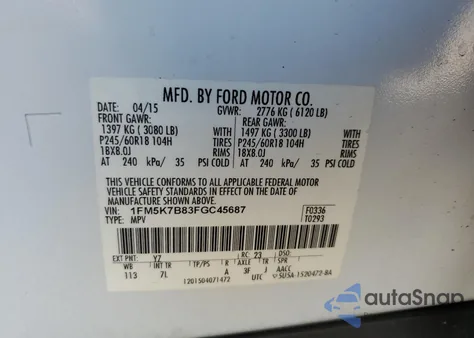 MFD. BY FORD MOTOR CO.
DATE: 04/15 GVWR: 2776 KG ( 6120 LB)
FRONT GAWR: REAR GAWR:
1397 KG ( 3080 LB) WITH 1497 KG ( 3300 LB) WITH
P245/60R18 104H TIRES P245/60R18 104H TIRES
18X8.0J RIMS 18X8.0J RIMS
AT 240 kPa/ 35 PSI COLD AT 240 kPa/ 35 PSI COLD
THIS VEHICLE CONFORMS TO ALL APPLICABLE FEDERAL MOTOR
VEHICLE SAFETY STANDARDS IN EFFECT ON THE DATE OF
MANUFACTURE SHOWN ABOVE.
VIN: 1FM5K7B83FGC45687 F0336
TYPE: MPV T0293
EXT PNT: YZ RC: 23 DSO:
WB INT TR TP/PS R AXLE TR SPR
113 7L A 3F J AACC
1201504071472 UTC
autoSnap